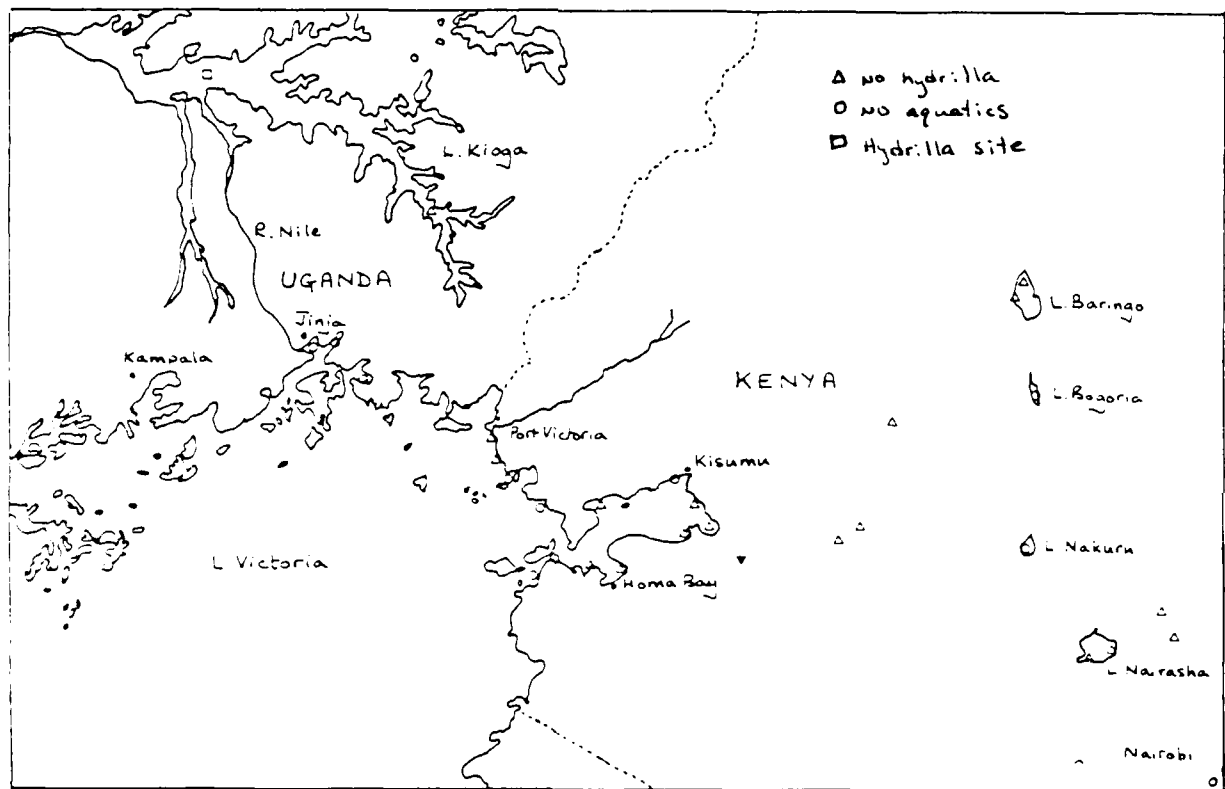 △ No hydrilla
○ No aquatics
□ Hydrilla site
L. Kioga
R. Nile
UGANDA
Jinja
Kampala
L. Baringo
KENYA
L. Bogoria
Port Victoria
Kisumu
L Victoria
L. Nakuru
Homa Bay
L. Naivasha
Nairobi